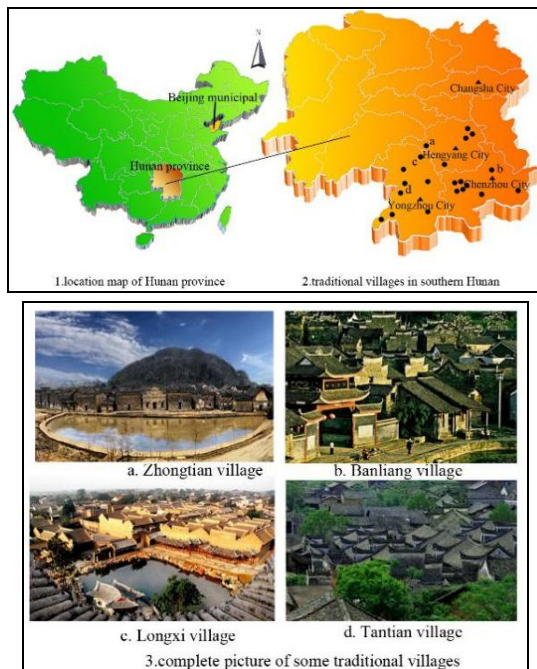 Beijing municipal
Hunan province
1.location map of Hunan province
Changsha City
a
Hengyang City
c
b
Chenzhou City
d
Yongzhou City
2.traditional villages in southern Hunan
a. Zhongtian village
b. Banliang village
c. Longxi village
d. Tantian village
3.complete picture of some traditional villages